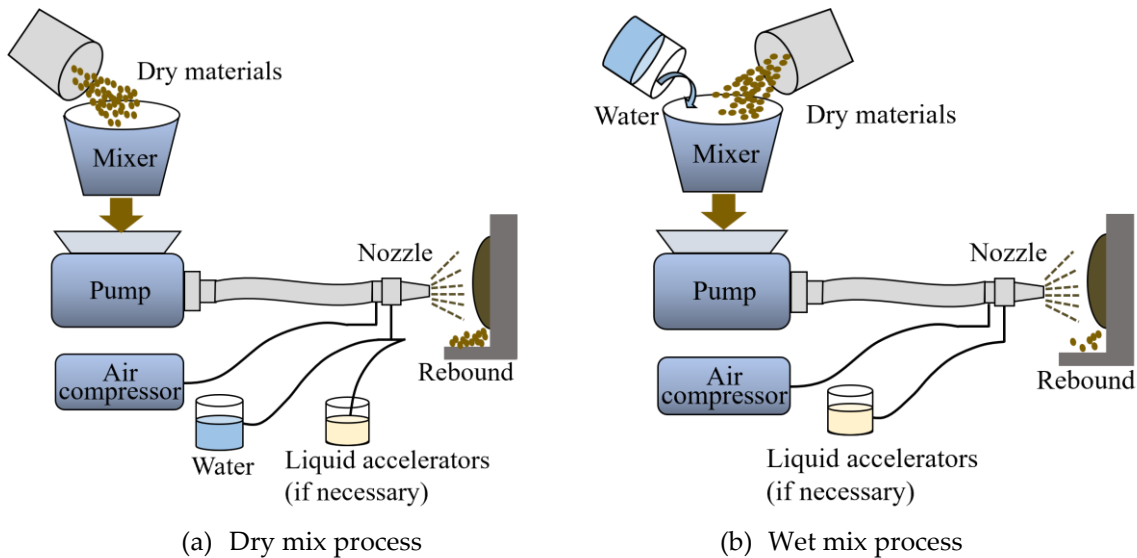 Dry materials
Mixer
Pump
Nozzle
Air
compressor
Rebound
Water
Liquid accelerators
(if necessary)
(a) Dry mix process
Water
Dry materials
Mixer
Pump
Nozzle
Air
compressor
Rebound
Liquid accelerators
(if necessary)
(b) Wet mix process